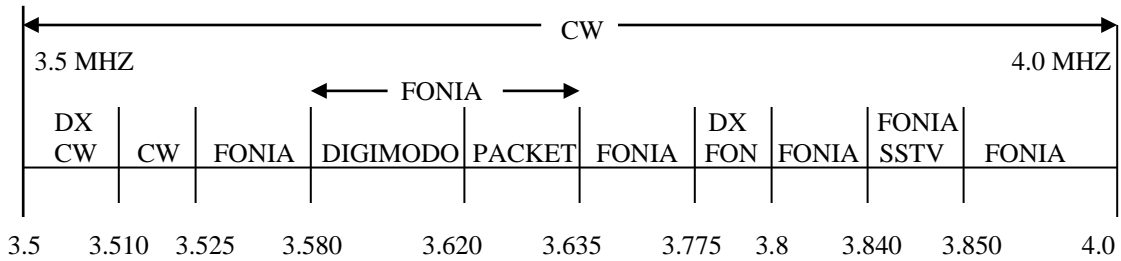 CW
3.5 MHZ 4.0 MHZ
FONIA
DX DX FONIA
CW CW FONIA DIGIMODO PACKET FONIA FON FONIA SSTV FONIA
3.5 3.510 3.525 3.580 3.620 3.635 3.775 3.8 3.840 3.850 4.0